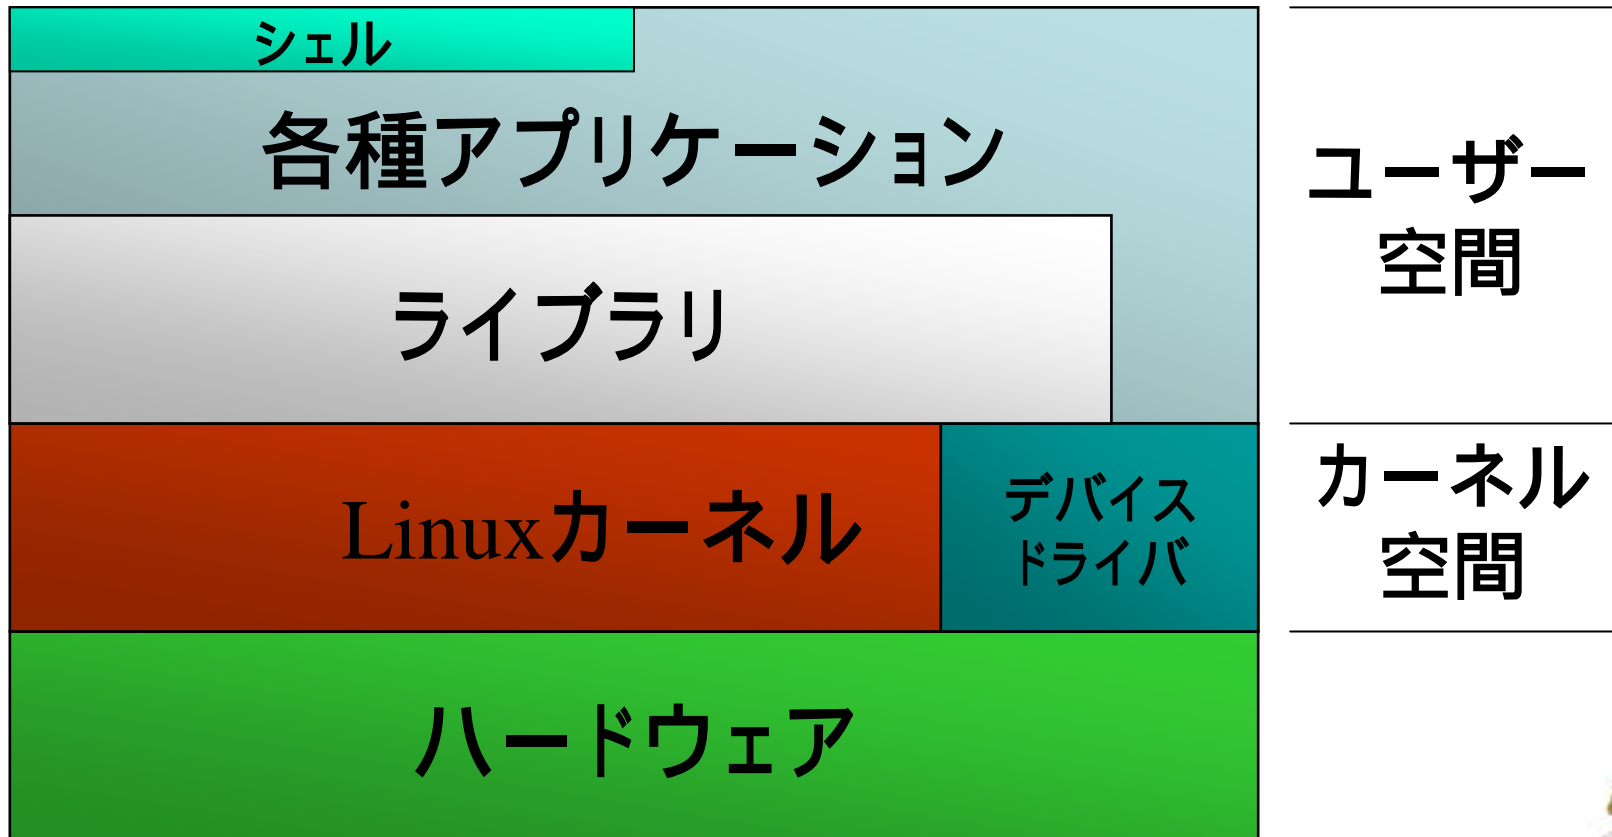 シェル
各種アプリケーション
ライブラリ
Linuxカーネル
デバイス
ドライバ
ハードウェア
ユーザー
空間
カーネル
空間